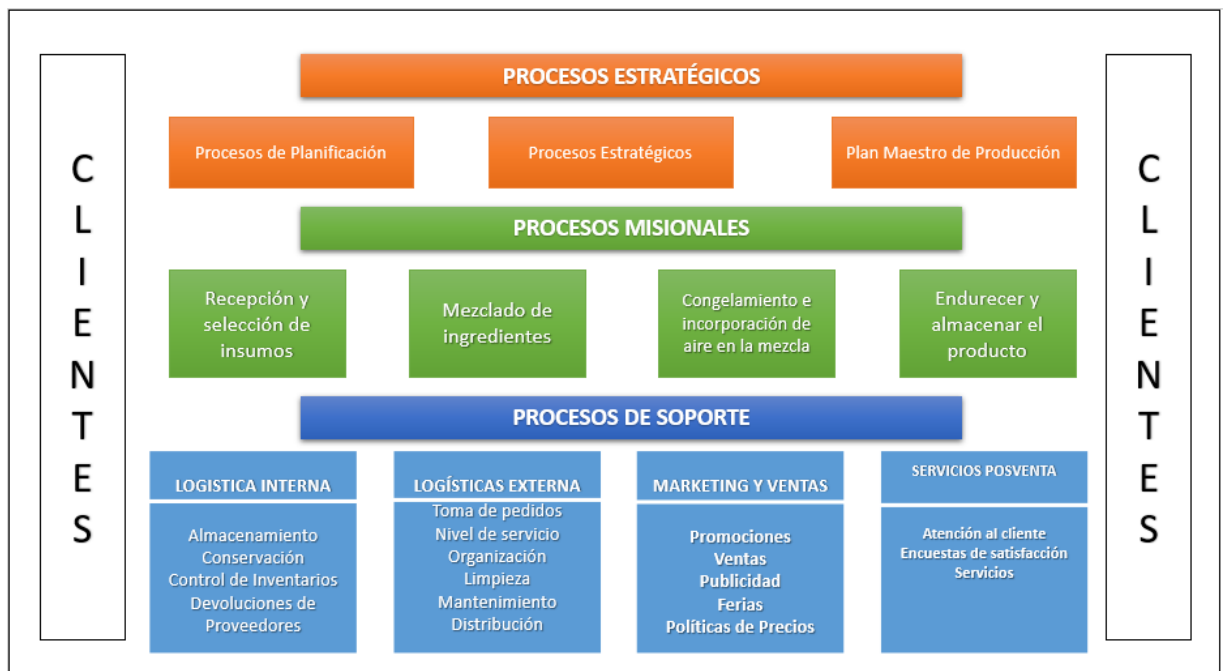 CLIENTES
PROCESOS ESTRATÉGICOS
Procesos de Planificación
Procesos Estratégicos
Plan Maestro de Producción
PROCESOS MISIONALES
Recepción y
selección de
insumos
Mezclado de
ingredientes
Congelamiento e
incorporación de
aire en la mezcla
Endurecer y
almacenar el
producto
PROCESOS DE SOPORTE
LOGISTICA INTERNA
Almacenamiento
Conservación
Control de Inventarios
Devoluciones de
Proveedores
LOGÍSTICAS EXTERNA
Toma de pedidos
Nivel de servicio
Organización
Limpieza
Mantenimiento
Distribución
MARKETING Y VENTAS
Promociones
Ventas
Publicidad
Ferias
Políticas de Precios
SERVICIOS POSVENTA
Atención al cliente
Encuestas de satisfacción
Servicios
CLIENTES